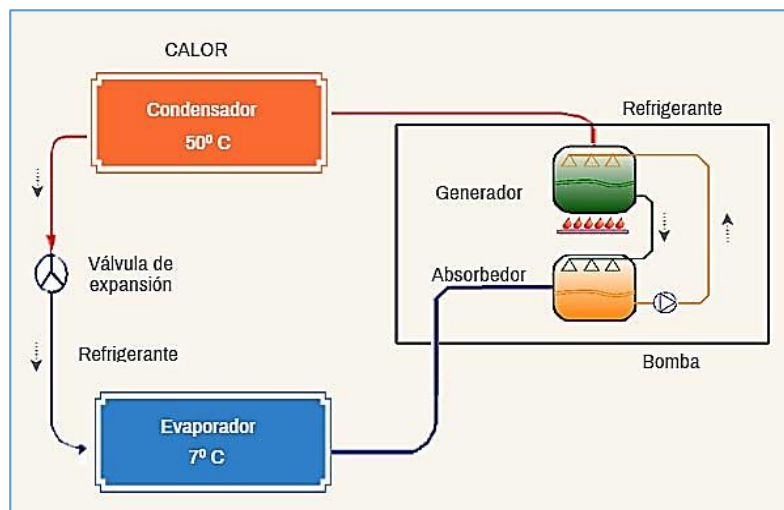 CALOR
Condensador
50º C
Refrigerante
Generador
Válvula de
expansión
Absorbedor
Refrigerante
Bomba
Evaporador
7º C